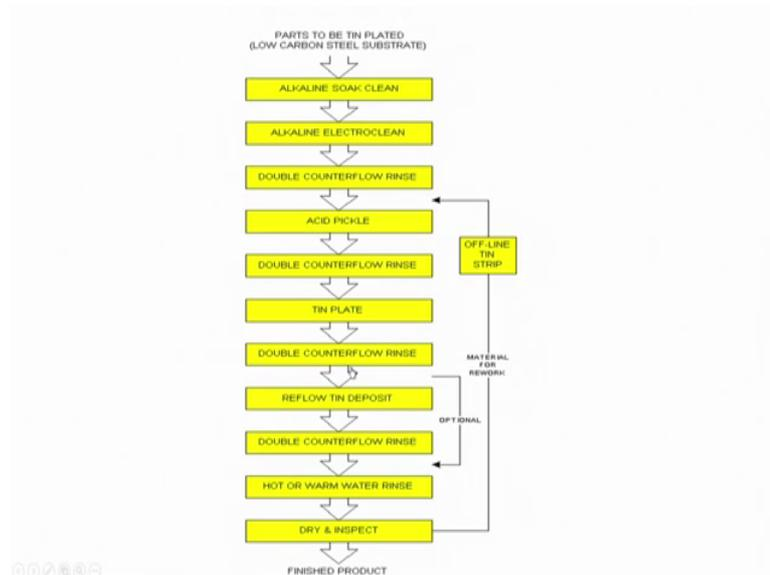 PARTS TO BE TIN PLATED
(LOW CARBON STEEL SUBSTRATE)
ALKALINE SOAK CLEAN
ALKALINE ELECTROCLEAN
DOUBLE COUNTERFLOW RINSE
ACID PICKLE
OFF-LINE
TIN
STRIP
DOUBLE COUNTERFLOW RINSE
TIN PLATE
DOUBLE COUNTERFLOW RINSE
MATERIAL
FOR
REWORK
REFLOW TIN DEPOSIT
OPTIONAL
DOUBLE COUNTERFLOW RINSE
HOT OR WARM WATER RINSE
DRY & INSPECT
FINISHED PRODUCT